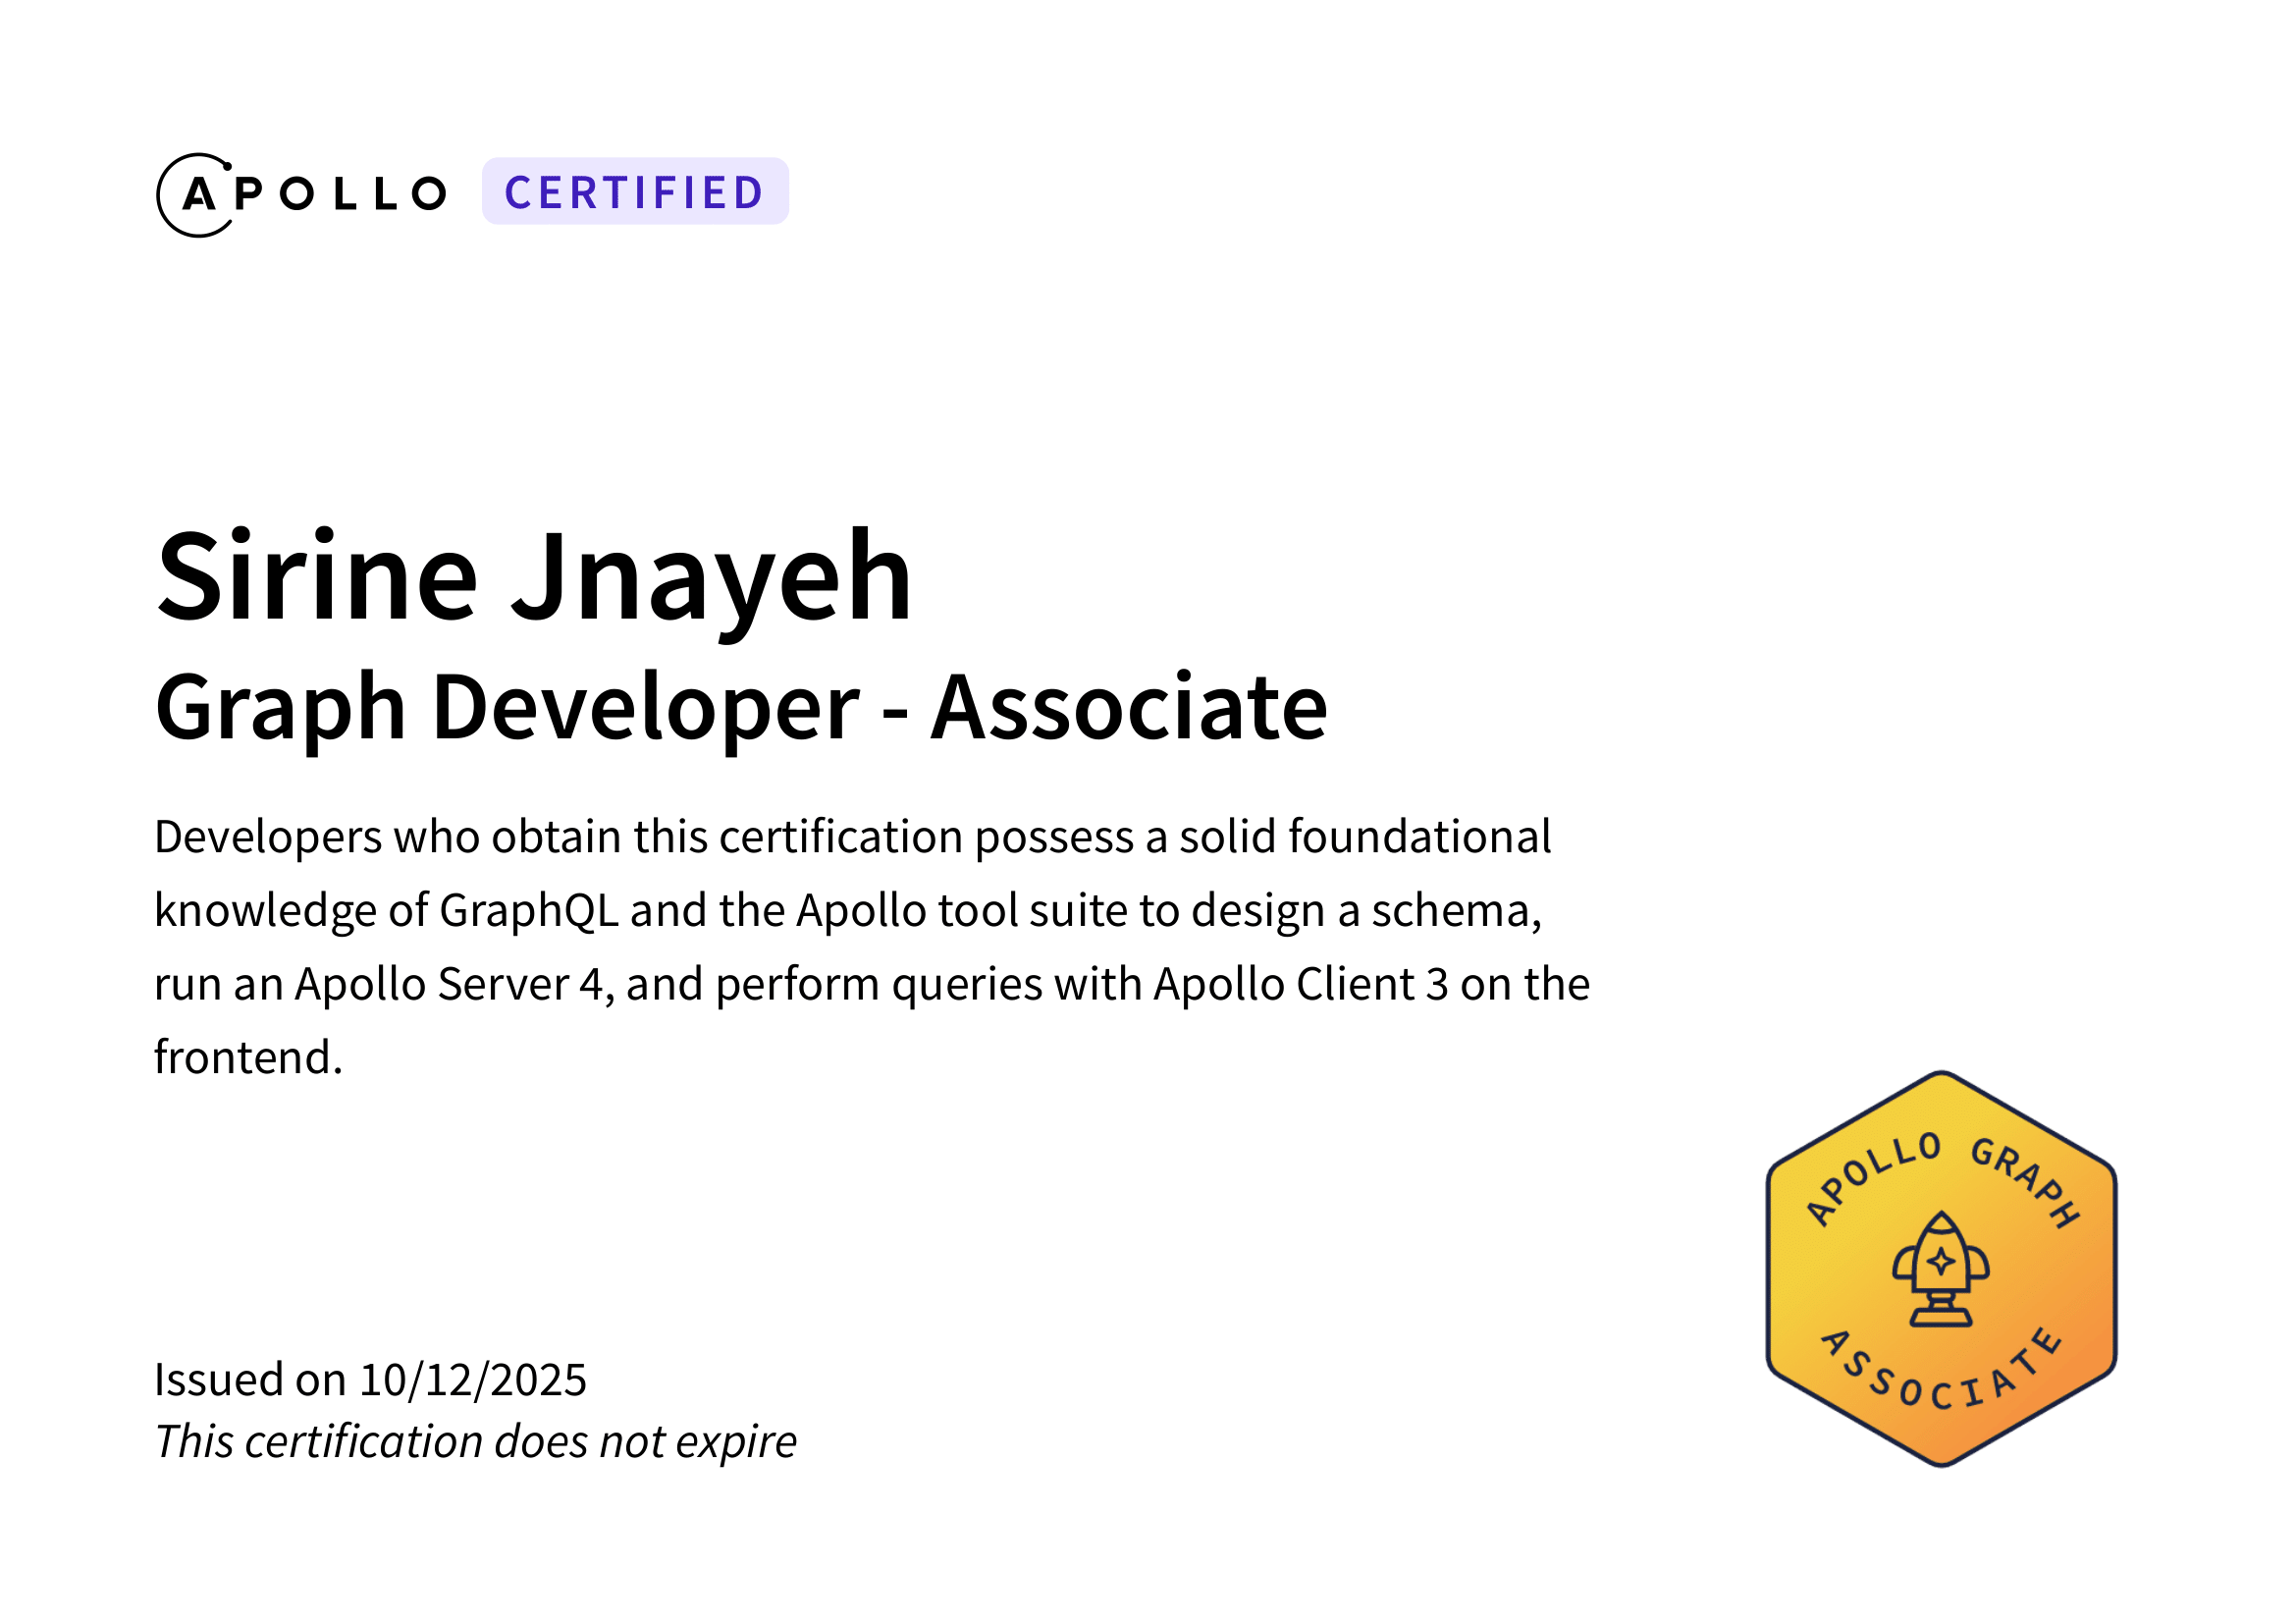 APOLLO CERTIFIED
Sirine Jnayeh
Graph Developer - Associate
Developers who obtain this certification possess a solid foundational
knowledge of GraphQL and the Apollo tool suite to design a schema,
run an Apollo Server 4, and perform queries with Apollo Client 3 on the
frontend.
APOLLO GRAPH
ASSOCIATE
Issued on 10/12/2025
This certification does not expire